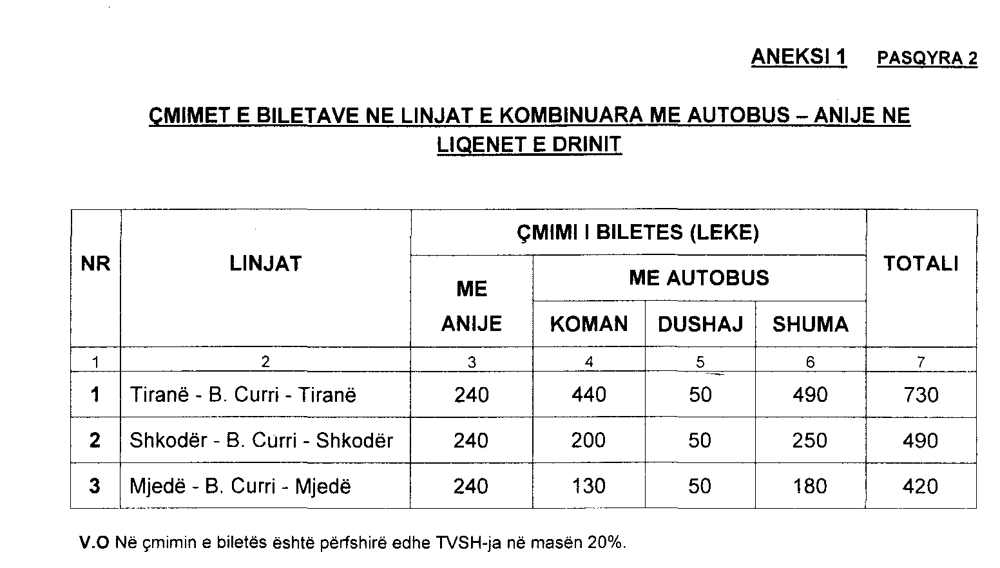 ANEKSI 1 PASQYRA 2
ÇMIMET E BILETAVE NE LINJAT E KOMBINUARA ME AUTOBUS – ANIJE NE
LIQENET E DRINIT
NR LINJAT ÇMIMI I BILETES (LEKE) TOTALI
ME ANIJE ME AUTOBUS
KOMAN DUSHAJ SHUMA
1 2 3 4 5 6 7
1 Tiranë - B. Curri - Tiranë 240 440 50 490 730
2 Shkodër - B. Curri - Shkodër 240 200 50 250 490
3 Mjedë - B. Curri - Mjedë 240 130 50 180 420
V.O Në çmimin e biletës është përfshirë edhe TVSH-ja në masën 20%.